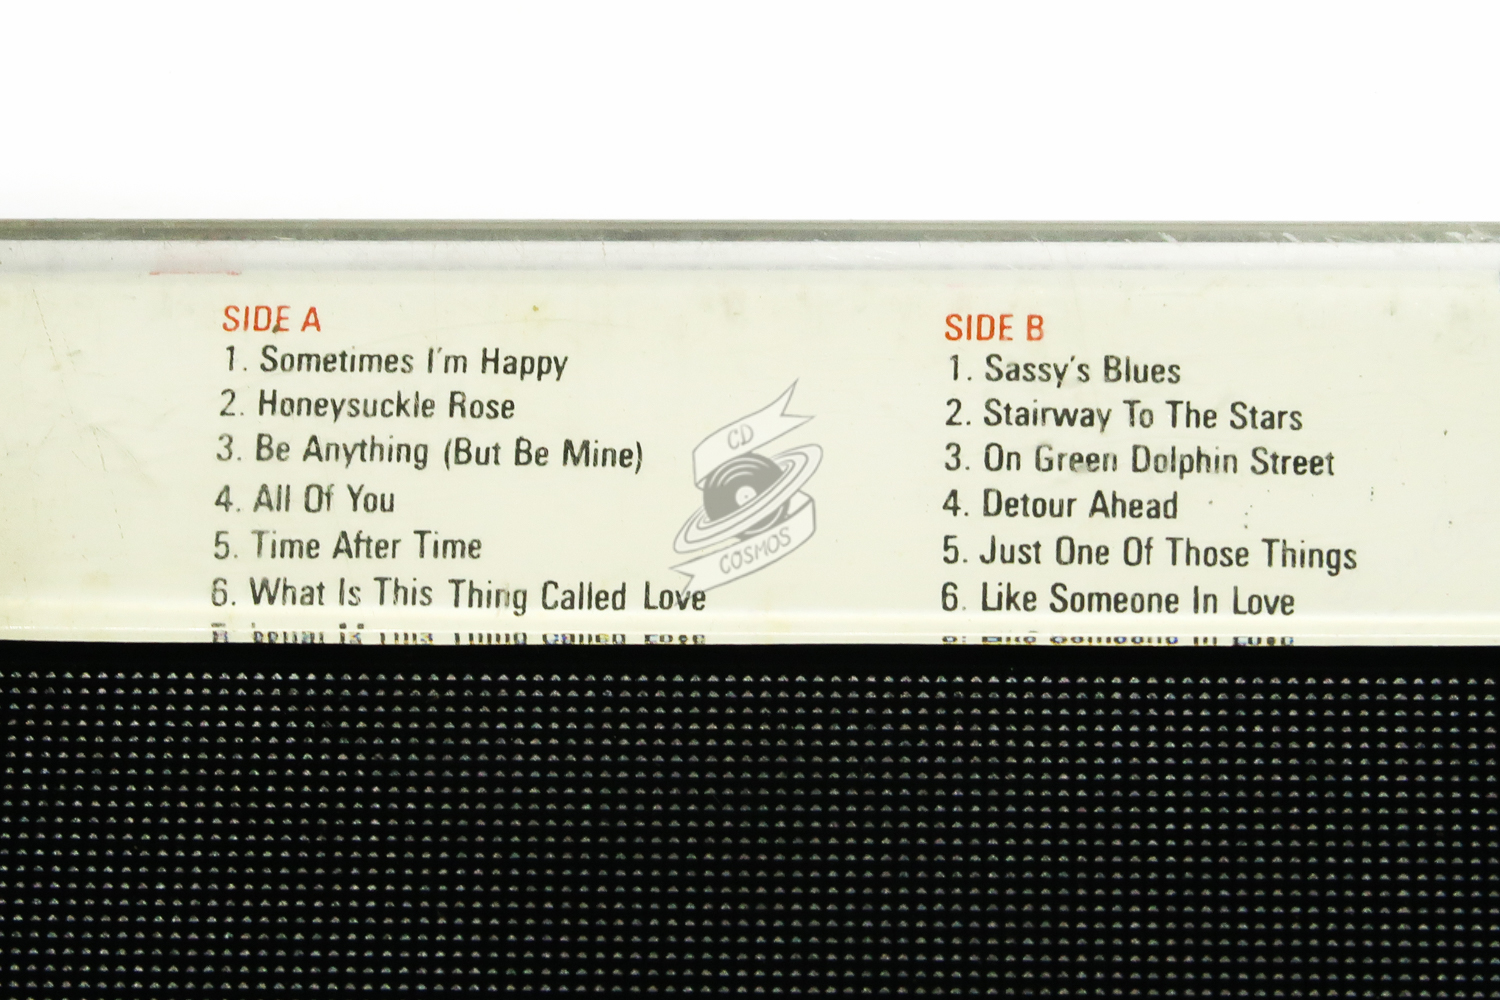 SIDE A
1. Sometimes I'm Happy
2. Honeysuckle Rose
3. Be Anything (But Be Mine)
4. All Of You
5. Time After Time
6. What Is This Thing Called Love
SIDE B
1. Sassy's Blues
2. Stairway To The Stars
3. On Green Dolphin Street
4. Detour Ahead
5. Just One Of Those Things
6. Like Someone In Love
CD
COSMOS